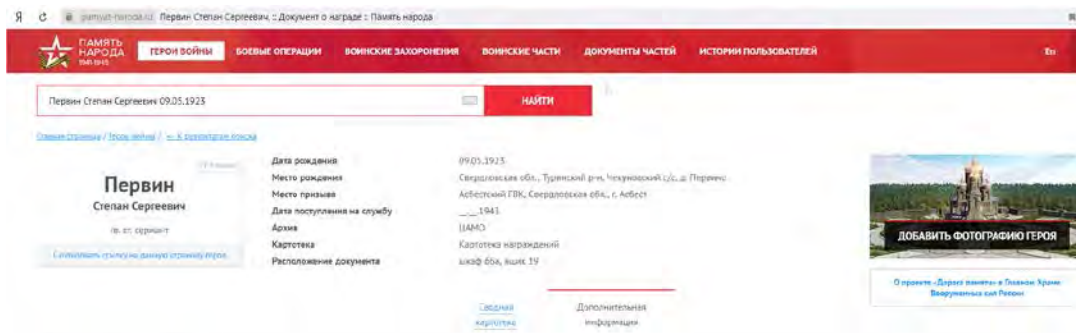 Я pamyat-naroda.ru Первин Степан Сергеевич :: Документ о награде :: Память народа
ПАМЯТЬ
НАРОДА
ГЕРОИ ВОЙНЫ БОЕВЫЕ ОПЕРАЦИИ ВОИНСКИЕ ЗАХОРОНЕНИЯ ВОИНСКИЕ ЧАСТИ ДОКУМЕНТЫ ЧАСТЕЙ ИСТОРИИ ПОЛЬЗОВАТЕЛЕЙ En
Первин Степан Сергеевич 09.05.1923 НАЙТИ
Главная страница / Герои войны / ← К результатам поиска
Первин
Степан Сергеевич
гв. ст. сержант
Скопировать ссылку на данную страницу героя
Дата рождения 09.05.1923
Место рождения Свердловская обл., Туринский р-н, Чекуновский с/с, д. Первино
Место призыва Асбестский ГВК, Свердловская обл., г. Асбест
Дата поступления на службу __.__.1941
Архив ЦАМО
Картотека Картотека награждений
Расположение документа шкаф 66а, ящик 19
Сводная
картотека
Дополнительная
информация
ДОБАВИТЬ ФОТОГРАФИЮ ГЕРОЯ
О проекте «Дорога памяти» в Главном Храме
Вооруженных сил России